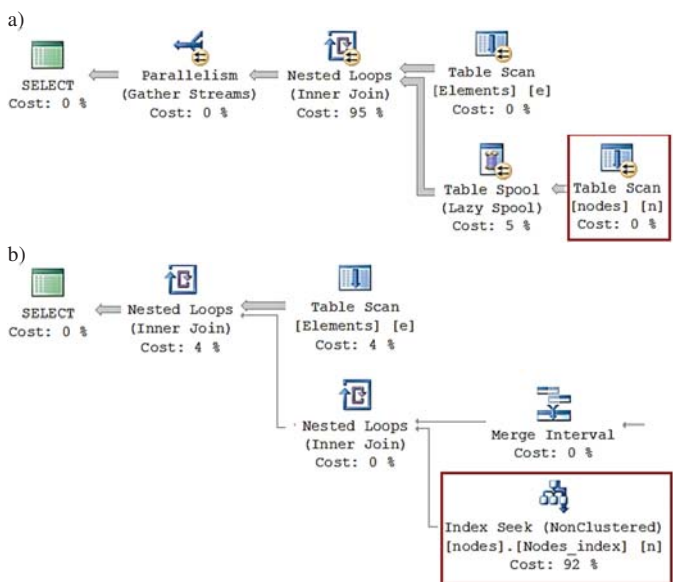 a)
SELECT
Cost: 0 %
Parallelism
(Gather Streams)
Cost: 0 %
Nested Loops
(Inner Join)
Cost: 95 %
Table Scan
[Elements] [e]
Cost: 0 %
Table Spool
(Lazy Spool)
Cost: 5 %
Table Scan
[nodes] [n]
Cost: 0 %
b)
SELECT
Cost: 0 %
Nested Loops
(Inner Join)
Cost: 4 %
Table Scan
[Elements] [e]
Cost: 4 %
Nested Loops
(Inner Join)
Cost: 0 %
Merge Interval
Cost: 0 %
Index Seek (NonClustered)
[nodes].[Nodes_index] [n]
Cost: 92 %